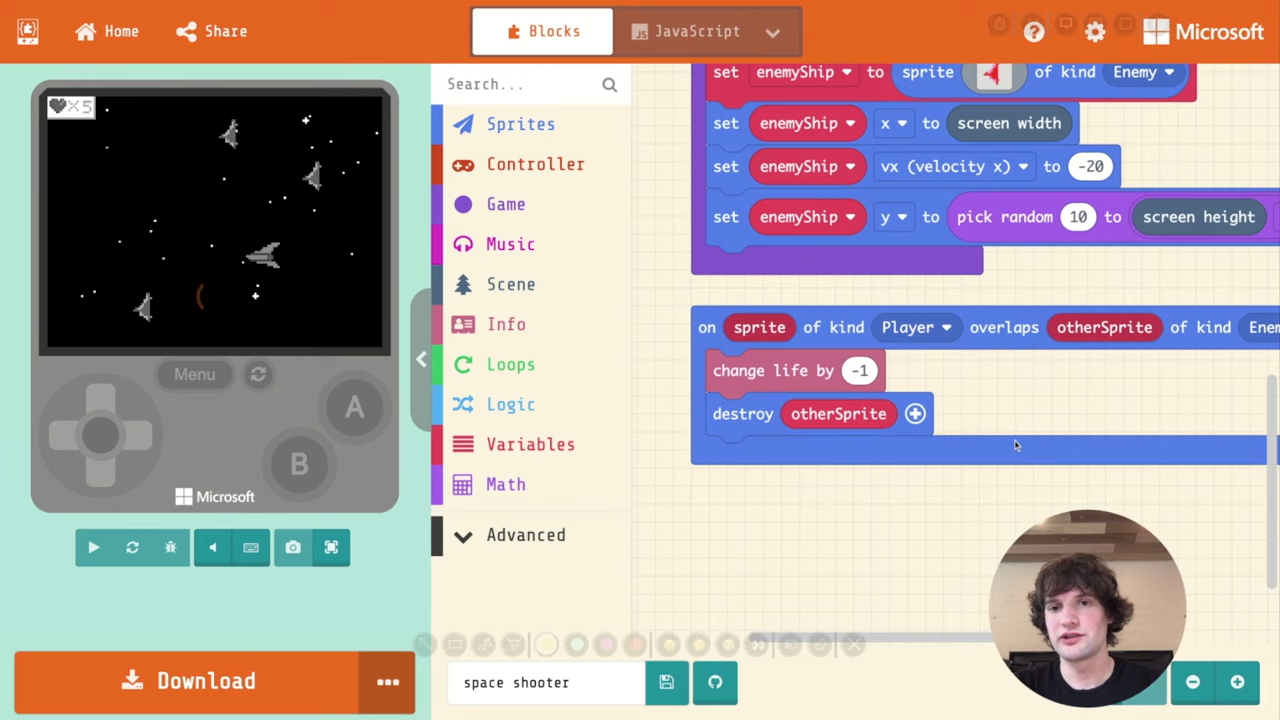 Home
Share
Blocks
JavaScript
?
Microsoft
×5
Menu
A
B
Microsoft
Download
Search...
Sprites
Controller
Game
Music
Scene
Info
Loops
Logic
Variables
Math
Advanced
set enemyShip to sprite of kind Enemy
set enemyShip x to screen width
set enemyShip vx (velocity x) to -20
set enemyShip y to pick random 10 to screen height
on sprite of kind Player overlaps otherSprite of kind
change life by -1
destroy otherSprite
space shooter